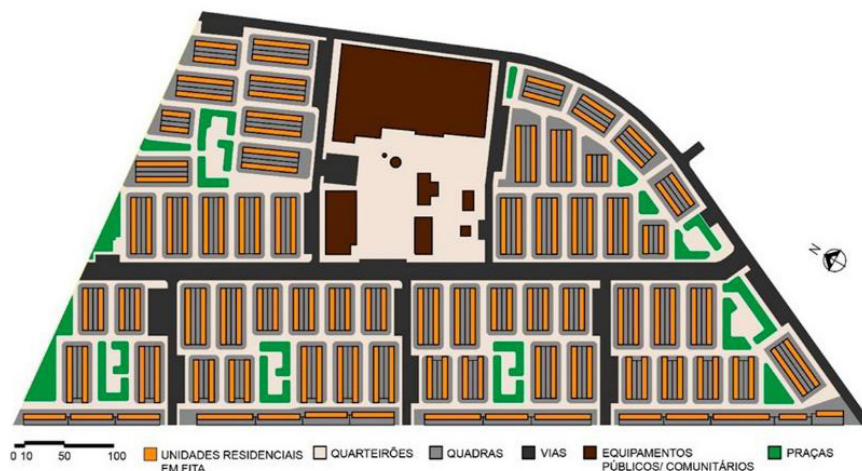 N
0 10 50 100
UNIDADES RESIDENCIAIS
EM FITA
QUARTEIRÕES
QUADRAS
VIAS
EQUIPAMENTOS
PÚBLICOS/ COMUNITÁRIOS
PRAÇAS